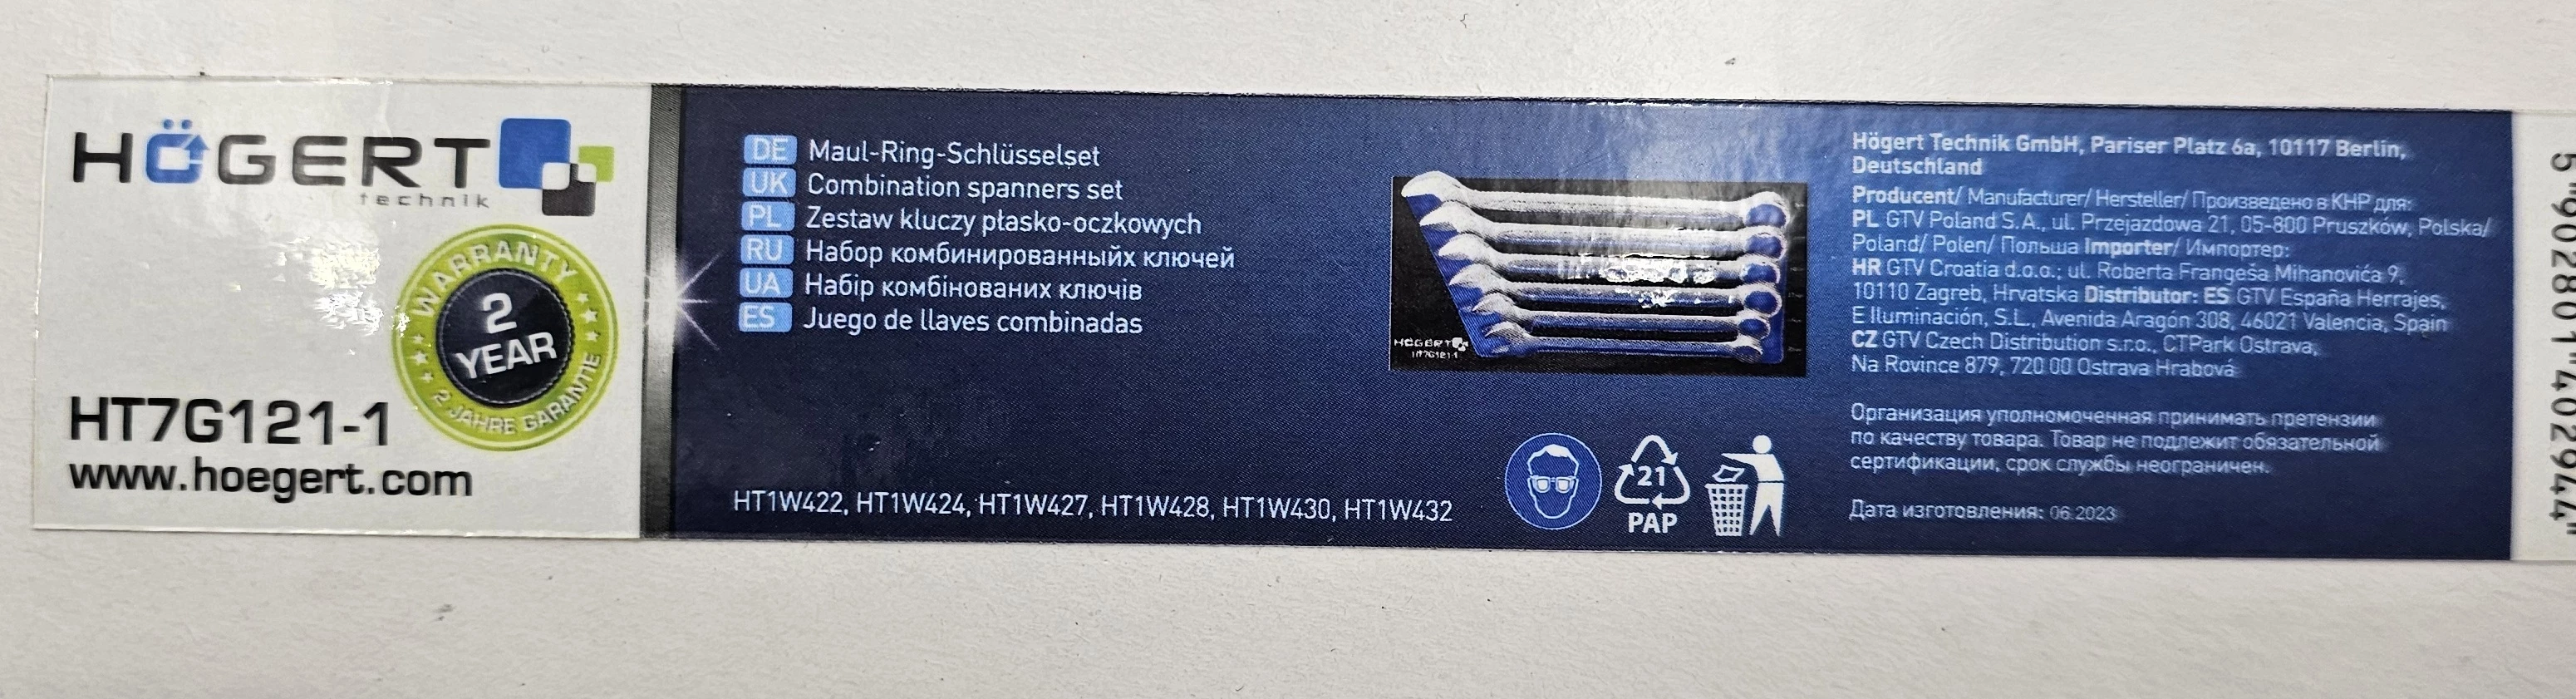 HÖGERT
technik
WARRANTY
2
YEAR
2 JAHRE GARANTIE
HT7G121-1
www.hoegert.com
DE Maul-Ring-Schlüsselset
UK Combination spanners set
PL Zestaw kluczy płasko-oczkowych
RU Набор комбинированныйх ключей
UA Набір комбінованих ключів
ES Juego de llaves combinadas
HT1W422, HT1W424, HT1W427, HT1W428, HT1W430, HT1W432
HÖGERT
HT7G121-1
21
PAP
Högert Technik GmbH, Pariser Platz 6a, 10117 Berlin,
Deutschland
Producent/ Manufacturer/ Hersteller/ Произведено в КНР для:
PL GTV Poland S.A., ul. Przejazdowa 21, 05-800 Pruszków, Polska/
Poland/ Polen/ Польша Importer/ Импортер:
HR GTV Croatia d.o.o.; ul. Roberta Frangeša Mihanovića 9,
10110 Zagreb, Hrvatska Distributor: ES GTV España Herrajes,
E Iluminación, S.L., Avenida Aragón 308, 46021 Valencia, Spain
CZ GTV Czech Distribution s.r.o., CTPark Ostrava,
Na Rovince 879, 720 00 Ostrava Hrabová
Организация уполномоченная принимать претензии
по качеству товара. Товар не подлежит обязательной
сертификации, срок службы неограничен.
Дата изготовления: 06.2023
5 902801 402944